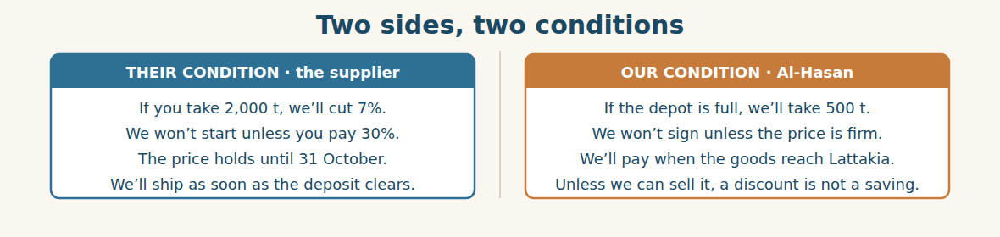 Two sides, two conditions
THEIR CONDITION · the supplier
If you take 2,000 t, we’ll cut 7%.
We won’t start unless you pay 30%.
The price holds until 31 October.
We’ll ship as soon as the deposit clears.
OUR CONDITION · Al-Hasan
If the depot is full, we’ll take 500 t.
We won’t sign unless the price is firm.
We’ll pay when the goods reach Lattakia.
Unless we can sell it, a discount is not a saving.